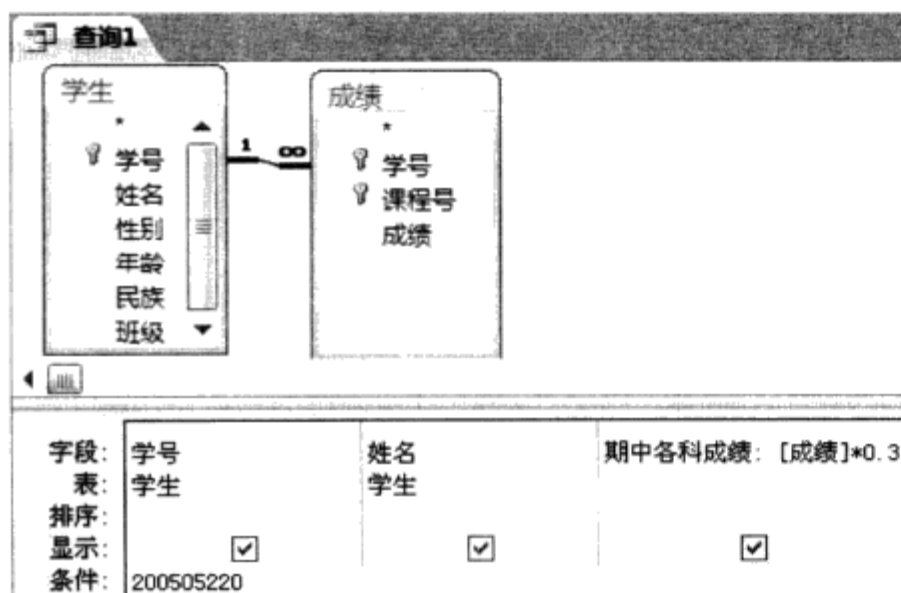 查询1
学生
*
学号
姓名
性别
年龄
民族
班级
1 ∞
成绩
*
学号
课程号
成绩
字段: 学号 姓名 期中各科成绩: [成绩]*0.3
表: 学生 学生
排序:
显示:
条件: 200505220